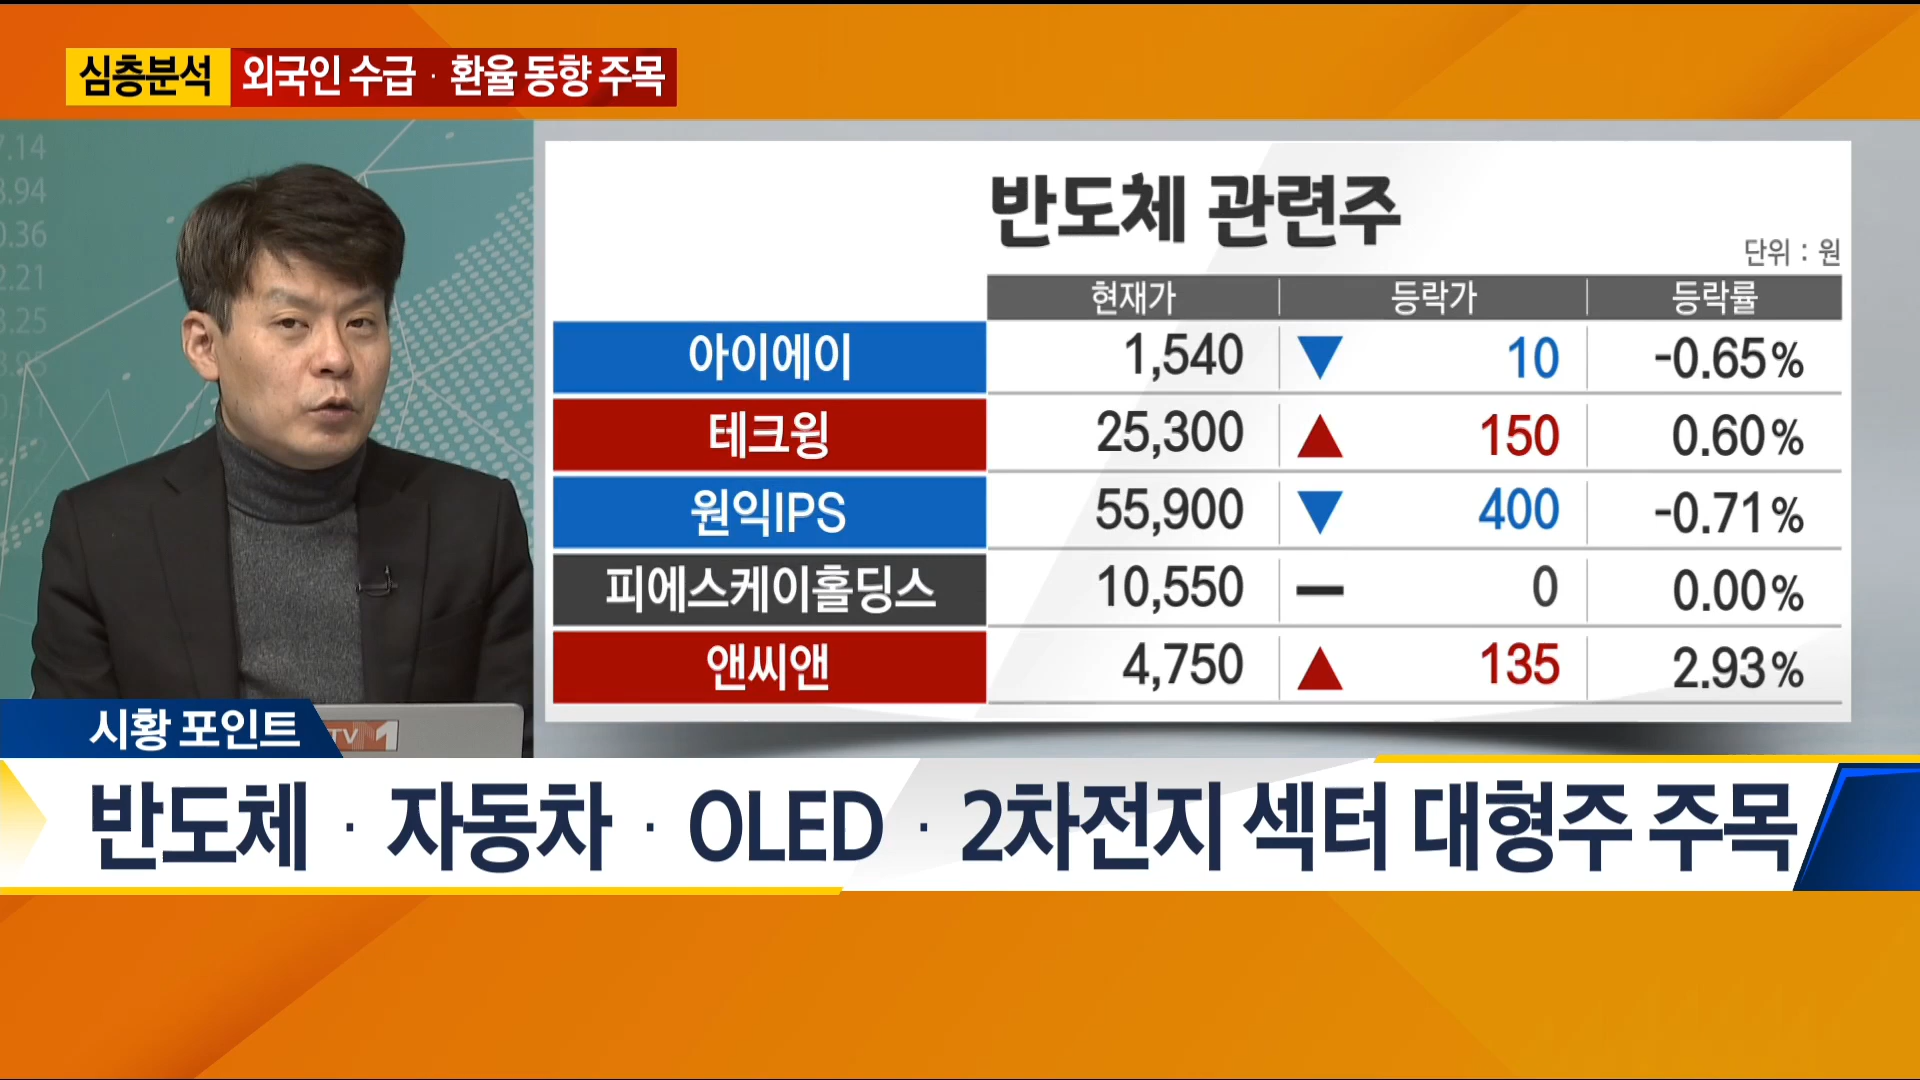 심층분석 외국인 수급 · 환율 동향 주목
반도체 관련주
단위 : 원
현재가 등락가 등락률
아이에이 1,540 ▼ 10 -0.65%
테크윙 25,300 ▲ 150 0.60%
원익IPS 55,900 ▼ 400 -0.71%
피에스케이홀딩스 10,550 — 0 0.00%
앤씨앤 4,750 ▲ 135 2.93%
시황 포인트
TV
반도체 · 자동차 · OLED · 2차전지 섹터 대형주 주목